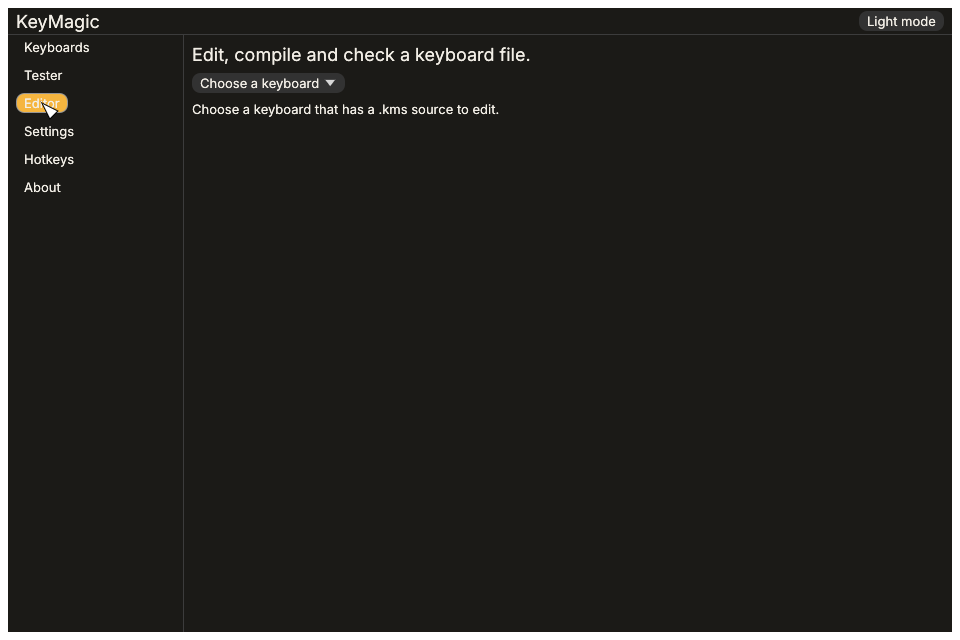 KeyMagic
Light mode
Keyboards
Tester
Editor
Settings
Hotkeys
About
Edit, compile and check a keyboard file.
Choose a keyboard
Choose a keyboard that has a .kms source to edit.